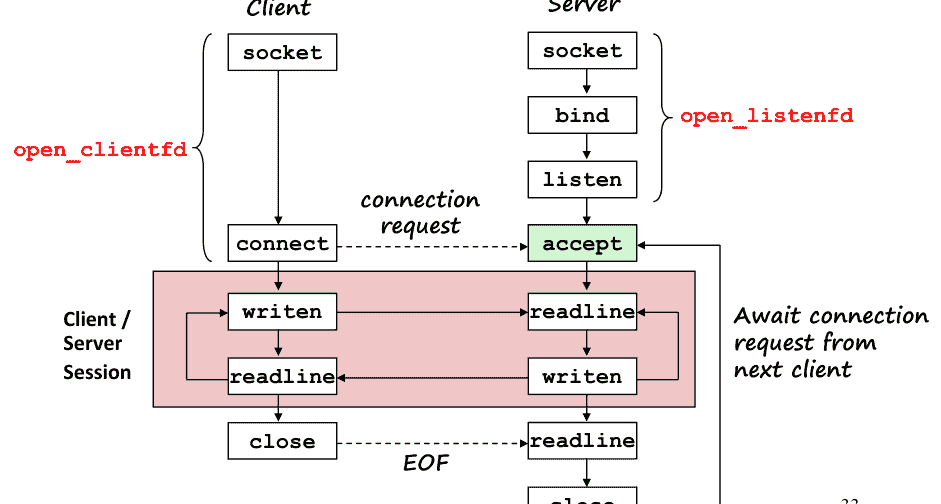 Client
Server
socket
socket
bind
open_listenfd
open_clientfd
listen
connection
request
connect
accept
Client /
Server
Session
writen
readline
Await connection
request from
next client
readline
writen
close
readline
EOF
close